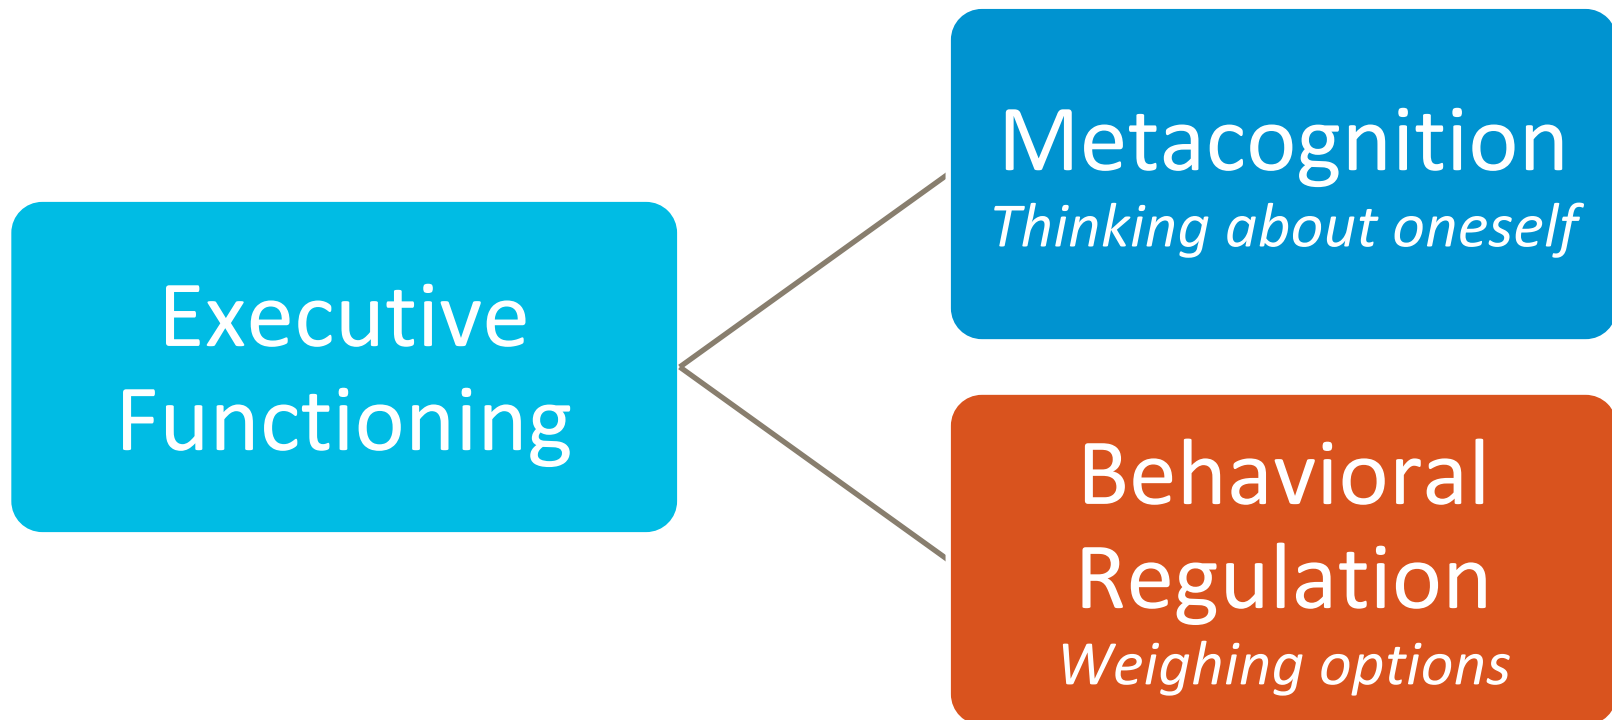 Executive
Functioning
Metacognition
Thinking about oneself
Behavioral
Regulation
Weighing options